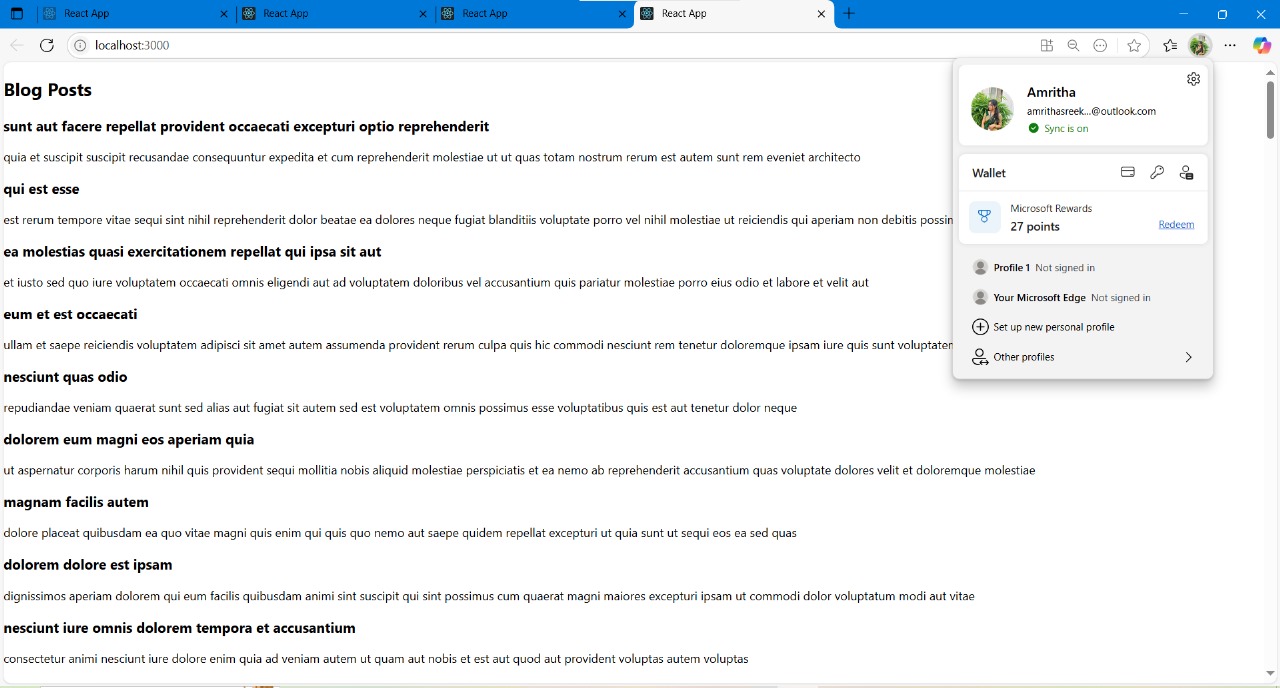 React App
React App
React App
React App
localhost:3000
Blog Posts
sunt aut facere repellat provident occaecati excepturi optio reprehenderit
quia et suscipit suscipit recusandae consequuntur expedita et cum reprehenderit molestiae ut ut quas totam nostrum rerum est autem sunt rem eveniet architecto
qui est esse
est rerum tempore vitae sequi sint nihil reprehenderit dolor beatae ea dolores neque fugiat blanditiis voluptate porro vel nihil molestiae ut reiciendis qui aperiam non debitis possin
ea molestias quasi exercitationem repellat qui ipsa sit aut
et iusto sed quo iure voluptatem occaecati omnis eligendi aut ad voluptatem doloribus vel accusantium quis pariatur molestiae porro eius odio et labore et velit aut
eum et est occaecati
ullam et saepe reiciendis voluptatem adipisci sit amet autem assumenda provident rerum culpa quis hic commodi nesciunt rem tenetur doloremque ipsam iure quis sunt voluptatem
nesciunt quas odio
repudiandae veniam quaerat sunt sed alias aut fugiat sit autem sed est voluptatem omnis possimus esse voluptatibus quis est aut tenetur dolor neque
dolorem eum magni eos aperiam quia
ut aspernatur corporis harum nihil quis provident sequi mollitia nobis aliquid molestiae perspiciatis et ea nemo ab reprehenderit accusantium quas voluptate dolores velit et doloremque molestiae
magnam facilis autem
dolore placeat quibusdam ea quo vitae magni quis enim qui quis quo nemo aut saepe quidem repellat excepturi ut quia sunt ut sequi eos ea sed quas
dolorem dolore est ipsam
dignissimos aperiam dolorem qui eum facilis quibusdam animi sint suscipit qui sint possimus cum quaerat magni maiores excepturi ipsam ut commodi dolor voluptatum modi aut vitae
nesciunt iure omnis dolorem tempora et accusantium
consectetur animi nesciunt iure dolore enim quia ad veniam autem ut quam aut nobis et est aut quod aut provident voluptas autem voluptas
Amritha
amrithasreek...@outlook.com
Sync is on
Wallet
Microsoft Rewards
27 points
Redeem
Profile 1 Not signed in
Your Microsoft Edge Not signed in
Set up new personal profile
Other profiles